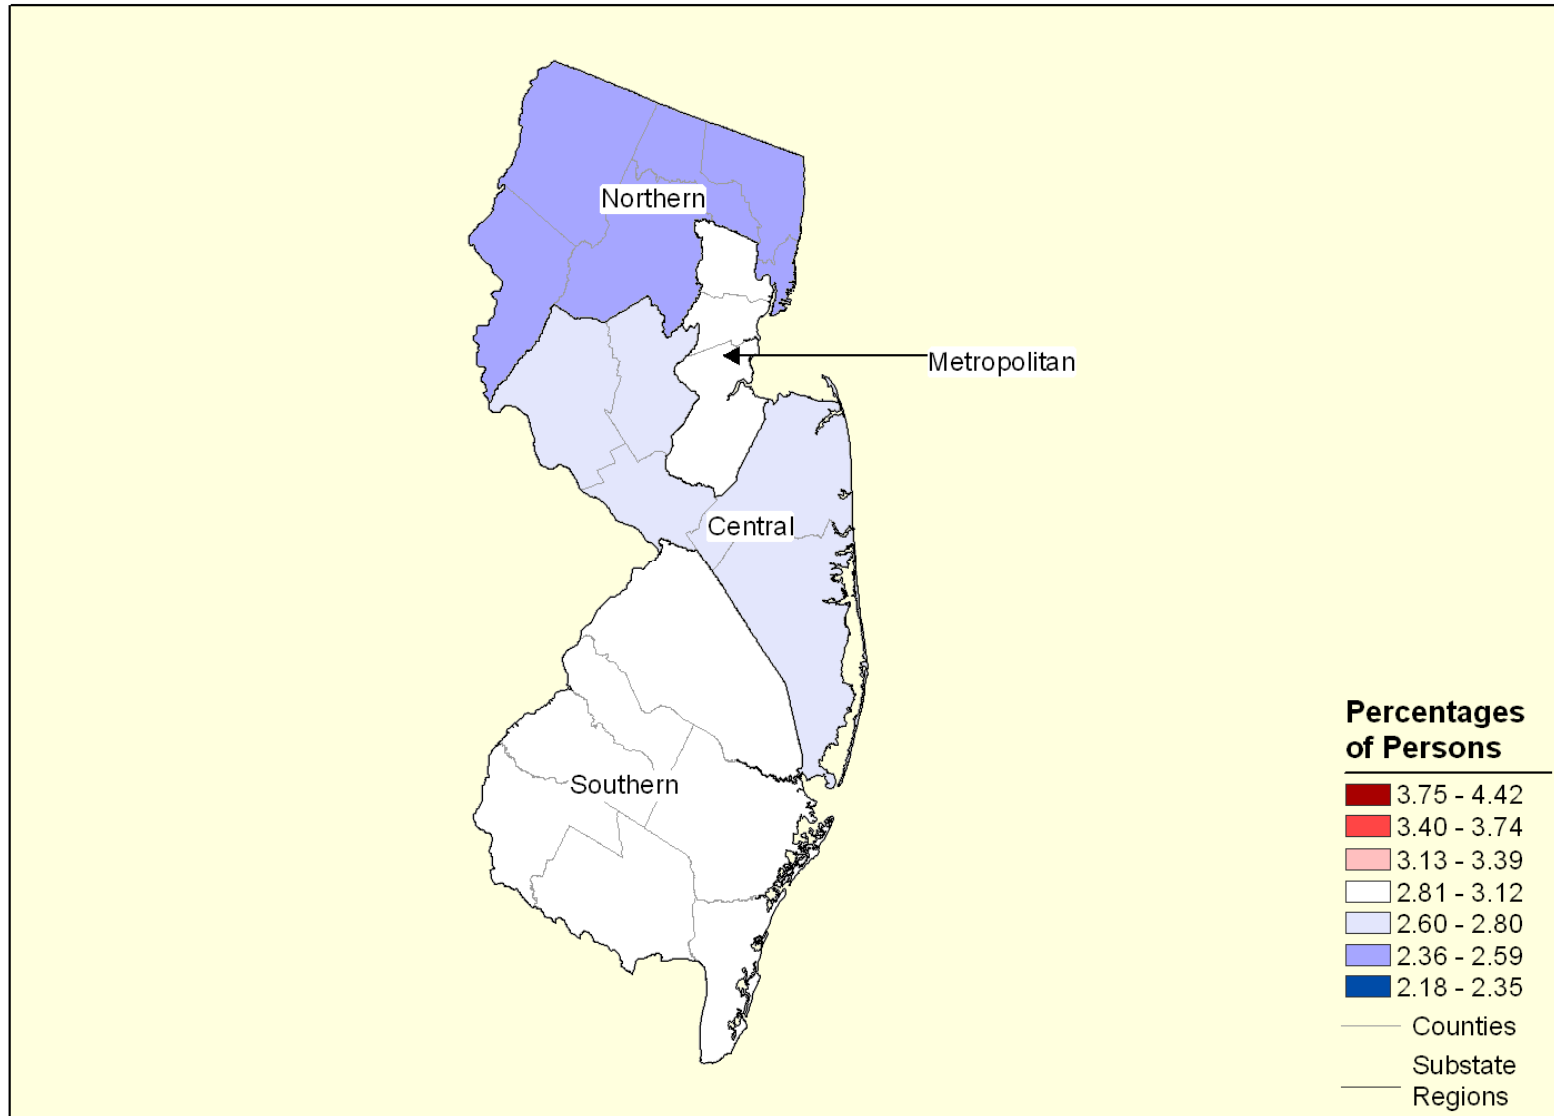 Northern
Metropolitan
Central
Southern
Percentages
of Persons
3.75 - 4.42
3.40 - 3.74
3.13 - 3.39
2.81 - 3.12
2.60 - 2.80
2.36 - 2.59
2.18 - 2.35
Counties
Substate
Regions